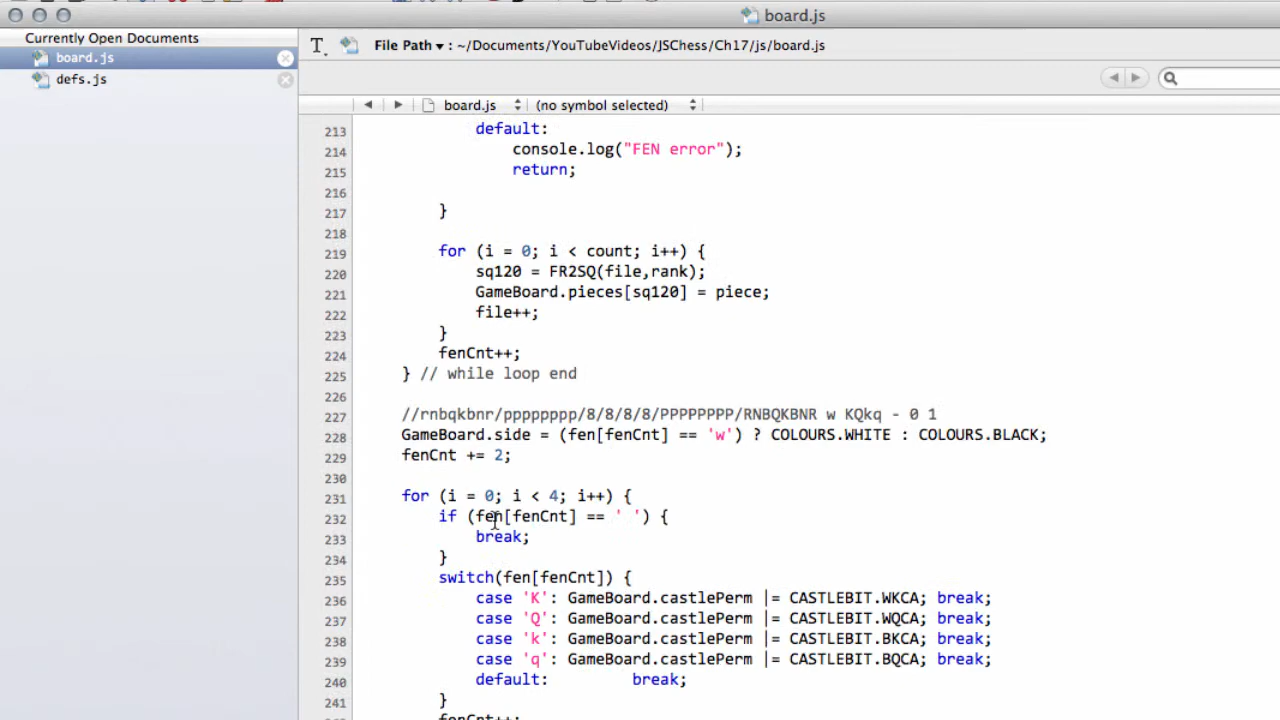 board.js
Currently Open Documents
board.js
defs.js
T. File Path ▾ : ~/Documents/YouTubeVideos/JSChess/Ch17/js/board.js
board.js (no symbol selected)
213 default:
214 console.log("FEN error");
215 return;
216
217 }
218
219 for (i = 0; i < count; i++) {
220 sq120 = FR2SQ(file,rank);
221 GameBoard.pieces[sq120] = piece;
222 file++;
223 }
224 fenCnt++;
225 } // while loop end
226
227 //rnbqkbnr/pppppppp/8/8/8/8/PPPPPPPP/RNBQKBNR w KQkq - 0 1
228 GameBoard.side = (fen[fenCnt] == 'w') ? COLOURS.WHITE : COLOURS.BLACK;
229 fenCnt += 2;
230
231 for (i = 0; i < 4; i++) {
232 if (fen[fenCnt] == ' ') {
233 break;
234 }
235 switch(fen[fenCnt]) {
236 case 'K': GameBoard.castlePerm |= CASTLEBIT.WKCA; break;
237 case 'Q': GameBoard.castlePerm |= CASTLEBIT.WQCA; break;
238 case 'k': GameBoard.castlePerm |= CASTLEBIT.BKCA; break;
239 case 'q': GameBoard.castlePerm |= CASTLEBIT.BQCA; break;
240 default: break;
241 }
242 fenCnt++;